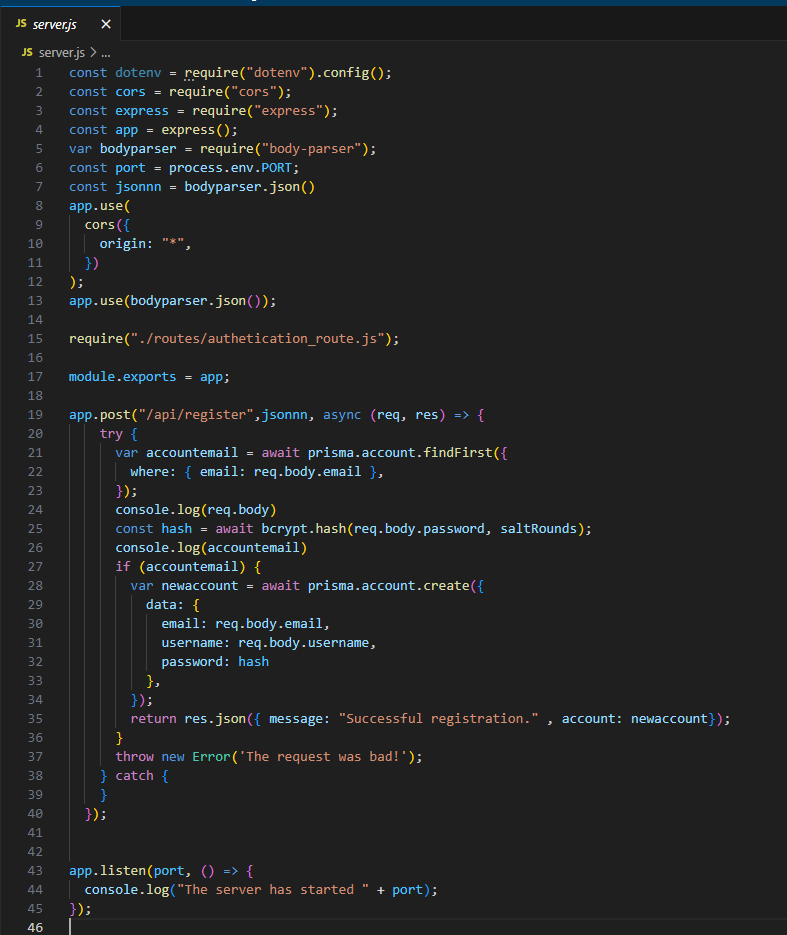 JS server.js ×
JS server.js > ...
1 const dotenv = require("dotenv").config();
2 const cors = require("cors");
3 const express = require("express");
4 const app = express();
5 var bodyparser = require("body-parser");
6 const port = process.env.PORT;
7 const jsonnn = bodyparser.json()
8 app.use(
9   cors({
10     origin: "*",
11   })
12 );
13 app.use(bodyparser.json());
14
15 require("./routes/authetication_route.js");
16
17 module.exports = app;
18
19 app.post("/api/register",jsonnn, async (req, res) => {
20     try {
21       var accountemail = await prisma.account.findFirst({
22         where: { email: req.body.email },
23       });
24       console.log(req.body)
25       const hash = await bcrypt.hash(req.body.password, saltRounds);
26       console.log(accountemail)
27       if (accountemail) {
28         var newaccount = await prisma.account.create({
29           data: {
30             email: req.body.email,
31             username: req.body.username,
32             password: hash
33           },
34         });
35         return res.json({ message: "Successful registration." , account: newaccount});
36       }
37       throw new Error('The request was bad!');
38     } catch {
39     }
40   });
41
42
43 app.listen(port, () => {
44   console.log("The server has started " + port);
45 });
46